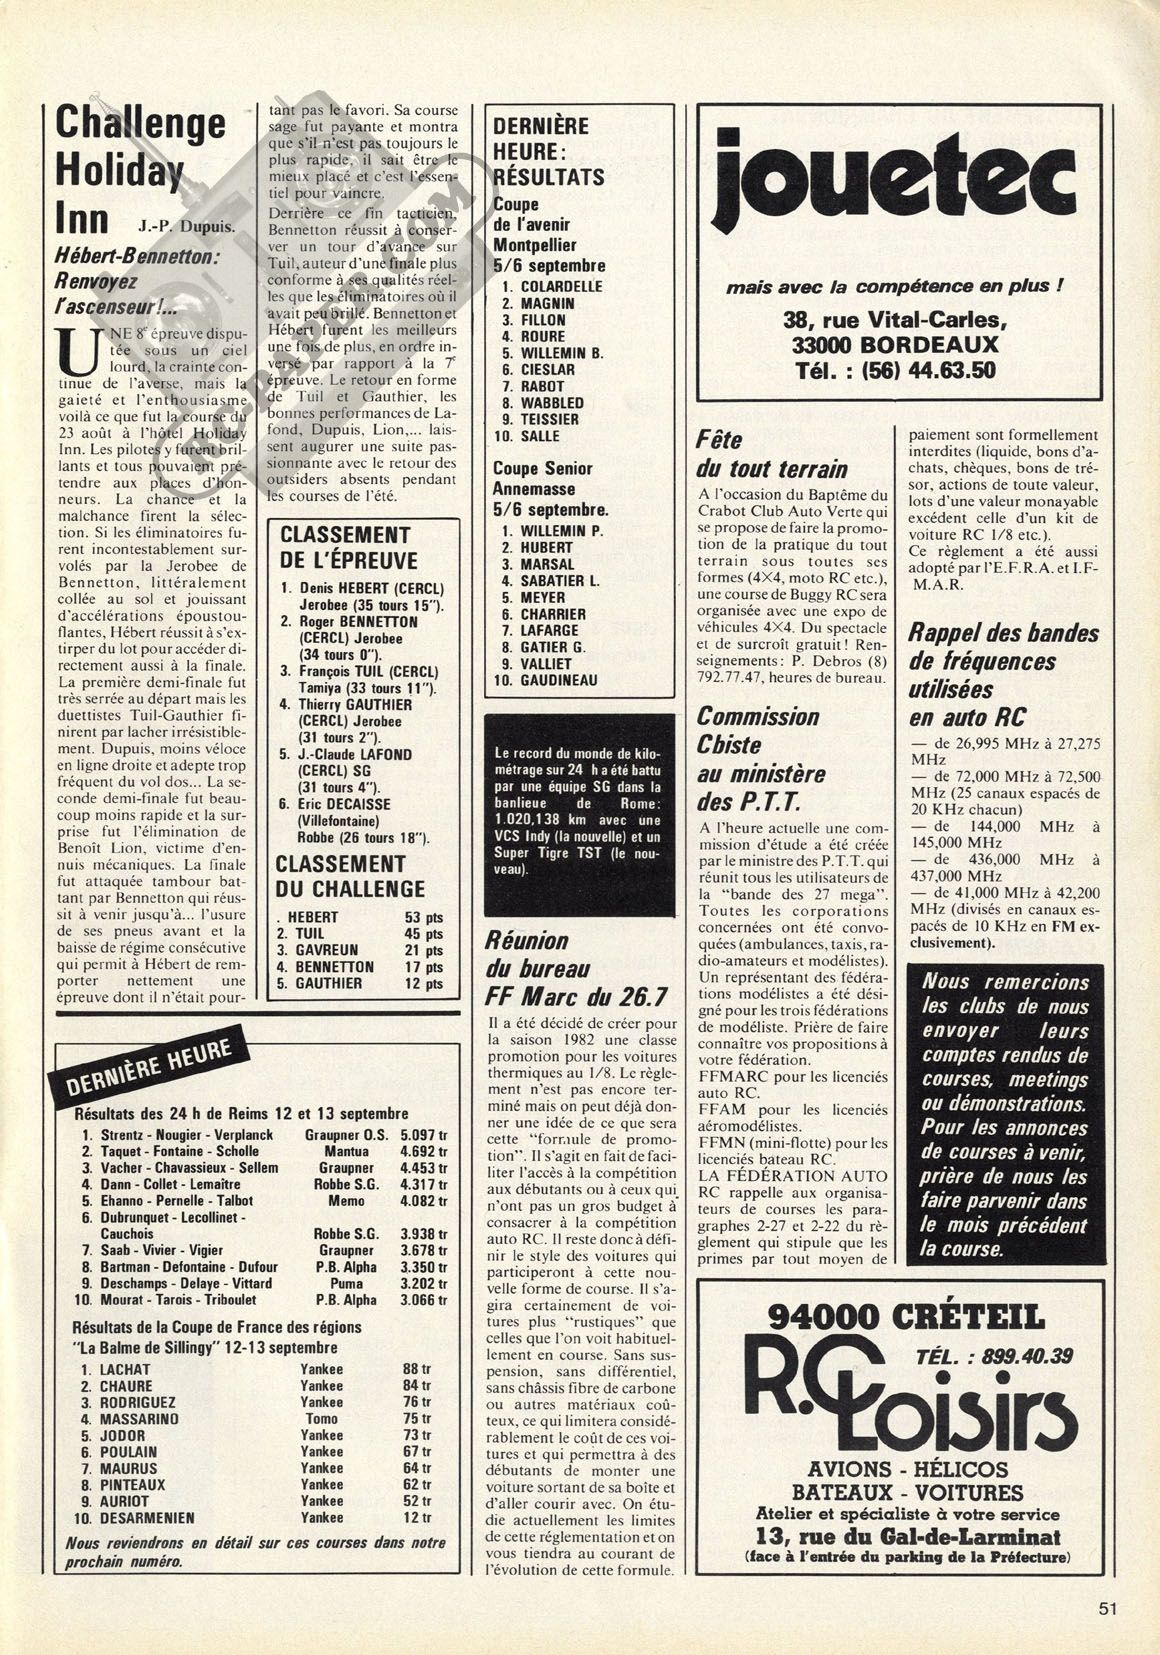 Challenge
Holiday
Inn J.-P. Dupuis.
Hébert-Bennetton:
Renvoyez
l'ascenseur!...
UNE 8e épreuve dispu-
tée sous un ciel
lourd, la crainte con-
tinue de l'averse, mais la
gaieté et l'enthousiasme
voilà ce que fut la course du
23 août à l'hôtel Holiday
Inn. Les pilotes y furent bril-
lants et tous pouvaient pré-
tendre aux places d'hon-
neurs. La chance et la
malchance firent la sélec-
tion. Si les éliminatoires fu-
rent incontestablement sur-
volés par la Jerobee de
Bennetton, littéralement
collée au sol et jouissant
d'accélérations époustou-
flantes, Hébert réussit à s'ex-
tirper du lot pour accéder di-
rectement aussi à la finale.
La première demi-finale fut
très serrée au départ mais les
duettistes Tuil-Gauthier fi-
nirent par lacher irrésistible-
ment. Dupuis, moins véloce
en ligne droite et adepte trop
fréquent du vol dos... La se-
conde demi-finale fut beau-
coup moins rapide et la sur-
prise fut l'élimination de
Benoît Lion, victime d'en-
nuis mécaniques. La finale
fut attaquée tambour bat-
tant par Bennetton qui réus-
sit à venir jusqu'à... l'usure
de ses pneus avant et la
baisse de régime consécutive
qui permit à Hébert de rem-
porter nettement une
épreuve dont il n'était pour-
tant pas le favori. Sa course
sage fut payante et montra
que s'il n'est pas toujours le
plus rapide, il sait être le
mieux placé et c'est l'essen-
tiel pour vaincre.
Derrière ce fin tacticien,
Bennetton réussit à conser-
ver un tour d'avance sur
Tuil, auteur d'une finale plus
conforme à ses qualités réel-
les que les éliminatoires où il
avait peu brillé. Bennetton et
Hébert furent les meilleurs
une fois de plus, en ordre in-
versé par rapport à la 7e
épreuve. Le retour en forme
de Tuil et Gauthier, les
bonnes performances de La-
fond, Dupuis, Lion,... lais-
sent augurer une suite pas-
sionnante avec le retour des
outsiders absents pendant
les courses de l'été.
RC-PAPER.COM
CLASSEMENT
DE L'ÉPREUVE
1. Denis HEBERT (CERCL)
Jerobee (35 tours 15").
2. Roger BENNETTON
(CERCL) Jerobee
(34 tours 0").
3. François TUIL (CERCL)
Tamiya (33 tours 11").
4. Thierry GAUTHIER
(CERCL) Jerobee
(31 tours 2").
5. J.-Claude LAFOND
(CERCL) SG
(31 tours 4").
6. Eric DECAISSE
(Villefontaine)
Robbe (26 tours 18").
CLASSEMENT
DU CHALLENGE
. HEBERT 53 pts
2. TUIL 45 pts
3. GAVREUN 21 pts
4. BENNETTON 17 pts
5. GAUTHIER 12 pts
DERNIÈRE HEURE
Résultats des 24 h de Reims 12 et 13 septembre
1. Strentz - Nougier - Verplanck Graupner O.S. 5.097 tr
2. Taquet - Fontaine - Scholle Mantua 4.692 tr
3. Vacher - Chavassieux - Sellem Graupner 4.453 tr
4. Dann - Collet - Lemaître Robbe S.G. 4.317 tr
5. Ehanno - Pernelle - Talbot Memo 4.082 tr
6. Dubrunquet - Lecollinet -
Cauchois Robbe S.G. 3.938 tr
7. Saab - Vivier - Vigier Graupner 3.678 tr
8. Bartman - Defontaine - Dufour P.B. Alpha 3.350 tr
9. Deschamps - Delaye - Vittard Puma 3.202 tr
10. Mourat - Tarois - Triboulet P.B. Alpha 3.066 tr
Résultats de la Coupe de France des régions
"La Balme de Sillingy" 12-13 septembre
1. LACHAT Yankee 88 tr
2. CHAURE Yankee 84 tr
3. RODRIGUEZ Yankee 76 tr
4. MASSARINO Tomo 75 tr
5. JODOR Yankee 73 tr
6. POULAIN Yankee 67 tr
7. MAURUS Yankee 64 tr
8. PINTEAUX Yankee 62 tr
9. AURIOT Yankee 52 tr
10. DESARMENIEN Yankee 12 tr
Nous reviendrons en détail sur ces courses dans notre
prochain numéro.
DERNIÈRE
HEURE:
RÉSULTATS
Coupe
de l'avenir
Montpellier
5/6 septembre
1. COLARDELLE
2. MAGNIN
3. FILLON
4. ROURE
5. WILLEMIN B.
6. CIESLAR
7. RABOT
8. WABBLED
9. TEISSIER
10. SALLE
Coupe Senior
Annemasse
5/6 septembre.
1. WILLEMIN P.
2. HUBERT
3. MARSAL
4. SABATIER L.
5. MEYER
6. CHARRIER
7. LAFARGE
8. GATIER G.
9. VALLIET
10. GAUDINEAU
Le record du monde de kilo-
métrage sur 24 h a été battu
par une équipe SG dans la
banlieue de Rome:
1.020,138 km avec une
VCS Indy (la nouvelle) et un
Super Tigre TST (le nou-
veau).
Réunion
du bureau
FF Marc du 26.7
Il a été décidé de créer pour
la saison 1982 une classe
promotion pour les voitures
thermiques au 1/8. Le règle-
ment n'est pas encore ter-
miné mais on peut déjà don-
ner une idée de ce que sera
cette "formule de promo-
tion". Il s'agit en fait de faci-
liter l'accès à la compétition
aux débutants ou à ceux qui
n'ont pas un gros budget à
consacrer à la compétition
auto RC. Il reste donc à défi-
nir le style des voitures qui
participeront à cette nou-
velle forme de course. Il s'a-
gira certainement de voi-
tures plus "rustiques" que
celles que l'on voit habituel-
lement en course. Sans sus-
pension, sans différentiel,
sans châssis fibre de carbone
ou autres matériaux coû-
teux, ce qui limitera considé-
rablement le coût de ces voi-
tures et qui permettra à des
débutants de monter une
voiture sortant de sa boîte et
d'aller courir avec. On étu-
die actuellement les limites
de cette réglementation et on
vous tiendra au courant de
l'évolution de cette formule.
jouetec
mais avec la compétence en plus !
38, rue Vital-Carles,
33000 BORDEAUX
Tél. : (56) 44.63.50
Fête
du tout terrain
A l'occasion du Baptême du
Crabot Club Auto Verte qui
se propose de faire la promo-
tion de la pratique du tout
terrain sous toutes ses
formes (4X4, moto RC etc.),
une course de Buggy RC sera
organisée avec une expo de
véhicules 4X4. Du spectacle
et de surcroît gratuit! Ren-
seignements: P. Debros (8)
792.77.47, heures de bureau.
Commission
Cbiste
au ministère
des P.T.T.
A l'heure actuelle une com-
mission d'étude a été créée
par le ministre des P.T.T. qui
réunit tous les utilisateurs de
la "bande des 27 mega".
Toutes les corporations
concernées ont été convo-
quées (ambulances, taxis, ra-
dio-amateurs et modélistes).
Un représentant des fédéra-
tions modélistes a été dési-
gné pour les trois fédérations
de modéliste. Prière de faire
connaître vos propositions à
votre fédération.
FFMARC pour les licenciés
auto RC.
FFAM pour les licenciés
aéromodélistes.
FFMN (mini-flotte) pour les
licenciés bateau RC.
LA FÉDÉRATION AUTO
RC rappelle aux organisa-
teurs de courses les para-
graphes 2-27 et 2-22 du rè-
glement qui stipule que les
primes par tout moyen de
paiement sont formellement
interdites (liquide, bons d'a-
chats, chèques, bons de tré-
sor, actions de toute valeur,
lots d'une valeur monayable
excédent celle d'un kit de
voiture RC 1/8 etc.).
Ce règlement a été aussi
adopté par l'E.F.R.A. et I.F-
M.A.R.
Rappel des bandes
de fréquences
utilisées
en auto RC
— de 26,995 MHz à 27,275
MHz
— de 72,000 MHz à 72,500
MHz (25 canaux espacés de
20 KHz chacun)
— de 144,000 MHz à
145,000 MHz
— de 436,000 MHz à
437,000 MHz
— de 41,000 MHz à 42,200
MHz (divisés en canaux es-
pacés de 10 KHz en FM ex-
clusivement).
Nous remercions
les clubs de nous
envoyer leurs
comptes rendus de
courses, meetings
ou démonstrations.
Pour les annonces
de courses à venir,
prière de nous les
faire parvenir dans
le mois précédent
la course.
94000 CRÉTEIL
TÉL. : 899.40.39
R.C Loisirs
AVIONS - HÉLICOS
BATEAUX - VOITURES
Atelier et spécialiste à votre service
13, rue du Gal-de-Larminat
(face à l'entrée du parking de la Préfecture)
51